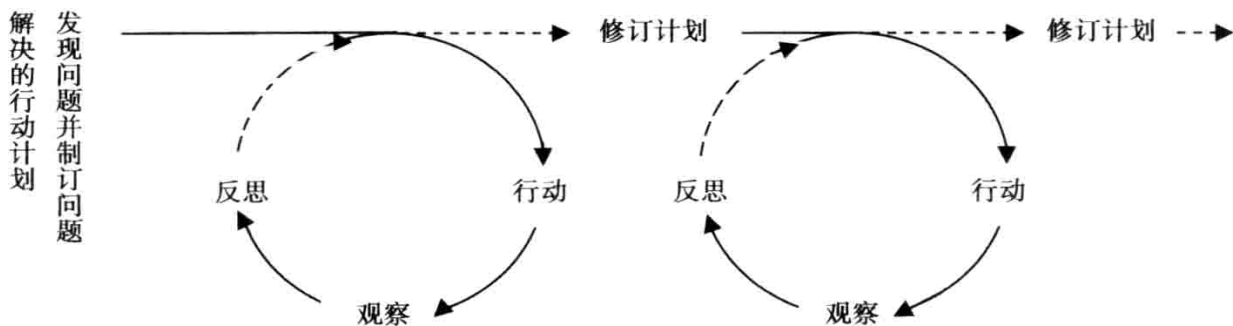 发现问题并制订问题
解决的行动计划
修订计划
修订计划
反思
行动
反思
行动
观察
观察